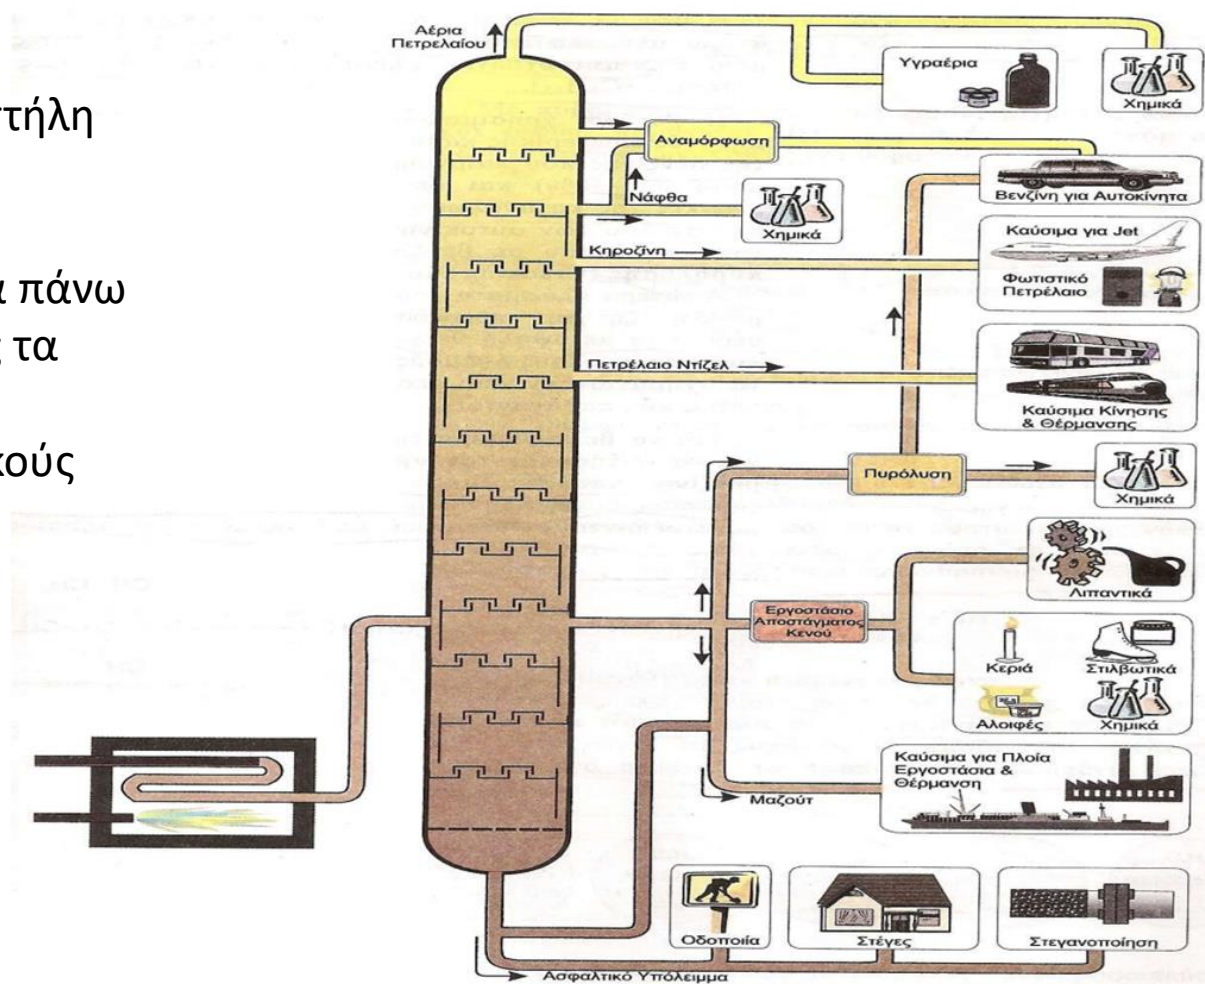 Αέρια
Πετρελαίου
Υγραέρια
Χημικά
στήλη
Αναμόρφωση
Νάφθα
Χημικά
Βενζίνη για Αυτοκίνητα
Κηροζίνη
Καύσιμα για Jet
Φωτιστικό
Πετρέλαιο
πάνω
τα
Πετρέλαιο Ντίζελ
Καύσιμα Κίνησης
& Θέρμανσης
κούς
Πυρόλυση
Χημικά
Λιπαντικά
Εργοστάσιο
Αποστάγματος
Κενού
Κεριά
Στιλβωτικά
Αλοιφές
Χημικά
Καύσιμα για Πλοία
Εργοστάσια &
Θέρμανση
Μαζούτ
Οδοποιία
Στέγες
Στεγανοποίηση
Ασφαλτικό Υπόλειμμα